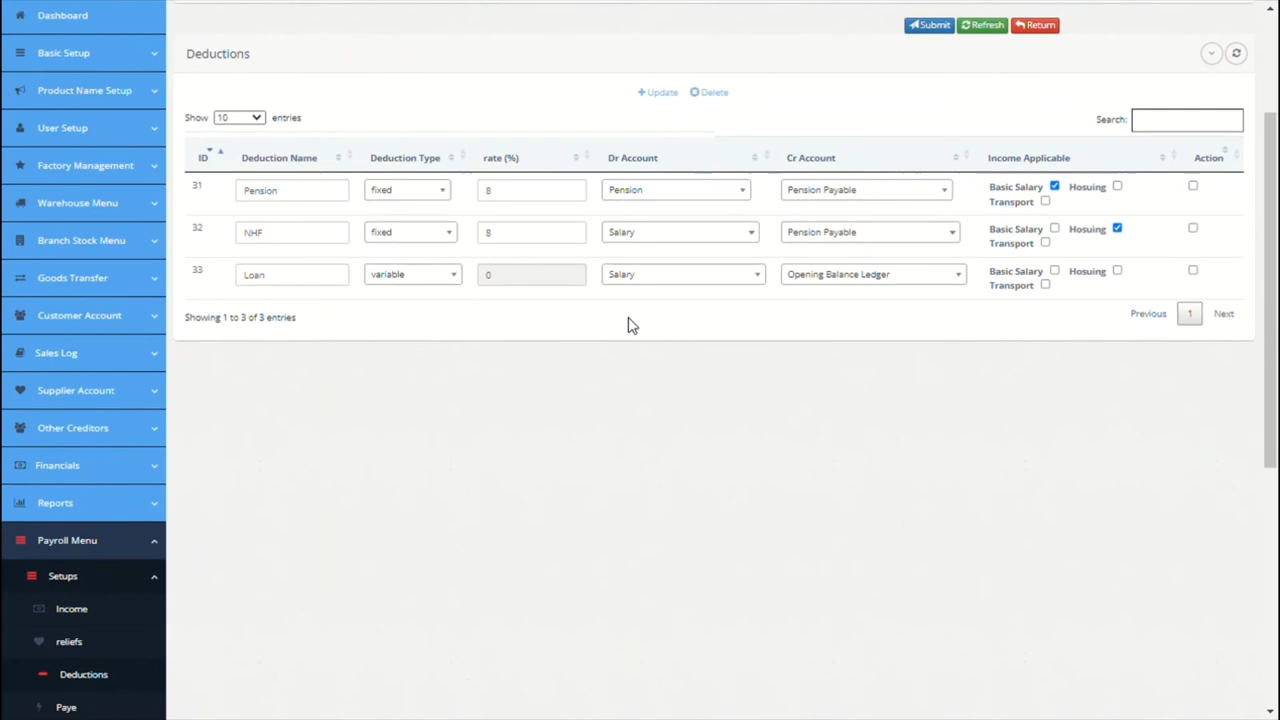 Dashboard
Basic Setup
Product Name Setup
User Setup
Factory Management
Warehouse Menu
Branch Stock Menu
Goods Transfer
Customer Account
Sales Log
Supplier Account
Other Creditors
Financials
Reports
Payroll Menu
Setups
Income
reliefs
Deductions
Paye
Submit Refresh Return
Deductions
Update Delete
Show 10 entries Search:
ID Deduction Name Deduction Type rate (%) Dr Account Cr Account Income Applicable Action
31 Pension fixed 8 Pension Pension Payable Basic Salary Hosuing
Transport
32 NHF fixed 8 Salary Pension Payable Basic Salary Hosuing
Transport
33 Loan variable 0 Salary Opening Balance Ledger Basic Salary Hosuing
Transport
Showing 1 to 3 of 3 entries Previous 1 Next